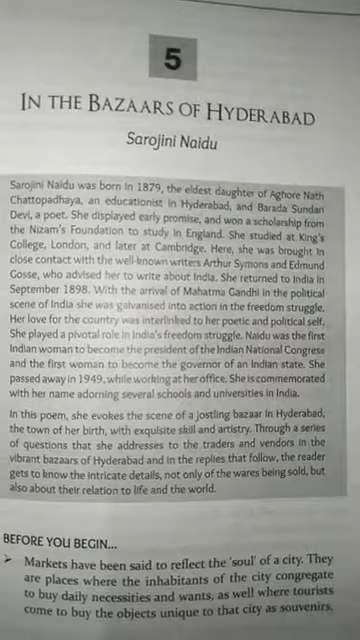 5
IN THE BAZAARS OF HYDERABAD
Sarojini Naidu
Sarojini Naidu was born in 1879, the eldest daughter of Aghore Nath
Chattopadhaya, an educationist in Hyderabad, and Barada Sundari
Devi, a poet. She displayed early promise, and won a scholarship from
the Nizam's Foundation to study in England. She studied at King's
College, London, and later at Cambridge. Here, she was brought in
close contact with the well-known writers Arthur Symons and Edmund
Gosse, who advised her to write about India. She returned to India in
September 1898. With the arrival of Mahatma Gandhi in the political
scene of India she was galvanised into action in the freedom struggle.
Her love for the country was interlinked to her poetic and political self.
She played a pivotal role in India's freedom struggle. Naidu was the first
Indian woman to become the president of the Indian National Congress
and the first woman to become the governor of an Indian state. She
passed away in 1949, while working at her office. She is commemorated
with her name adorning several schools and universities in India.
In this poem, she evokes the scene of a jostling bazaar in Hyderabad,
the town of her birth, with exquisite skill and artistry. Through a series
of questions that she addresses to the traders and vendors in the
vibrant bazaars of Hyderabad and in the replies that follow, the reader
gets to know the intricate details, not only of the wares being sold, but
also about their relation to life and the world.
BEFORE YOU BEGIN...
➢ Markets have been said to reflect the 'soul' of a city. They
are places where the inhabitants of the city congregate
to buy daily necessities and wants, as well where tourists
come to buy the objects unique to that city as souvenirs.